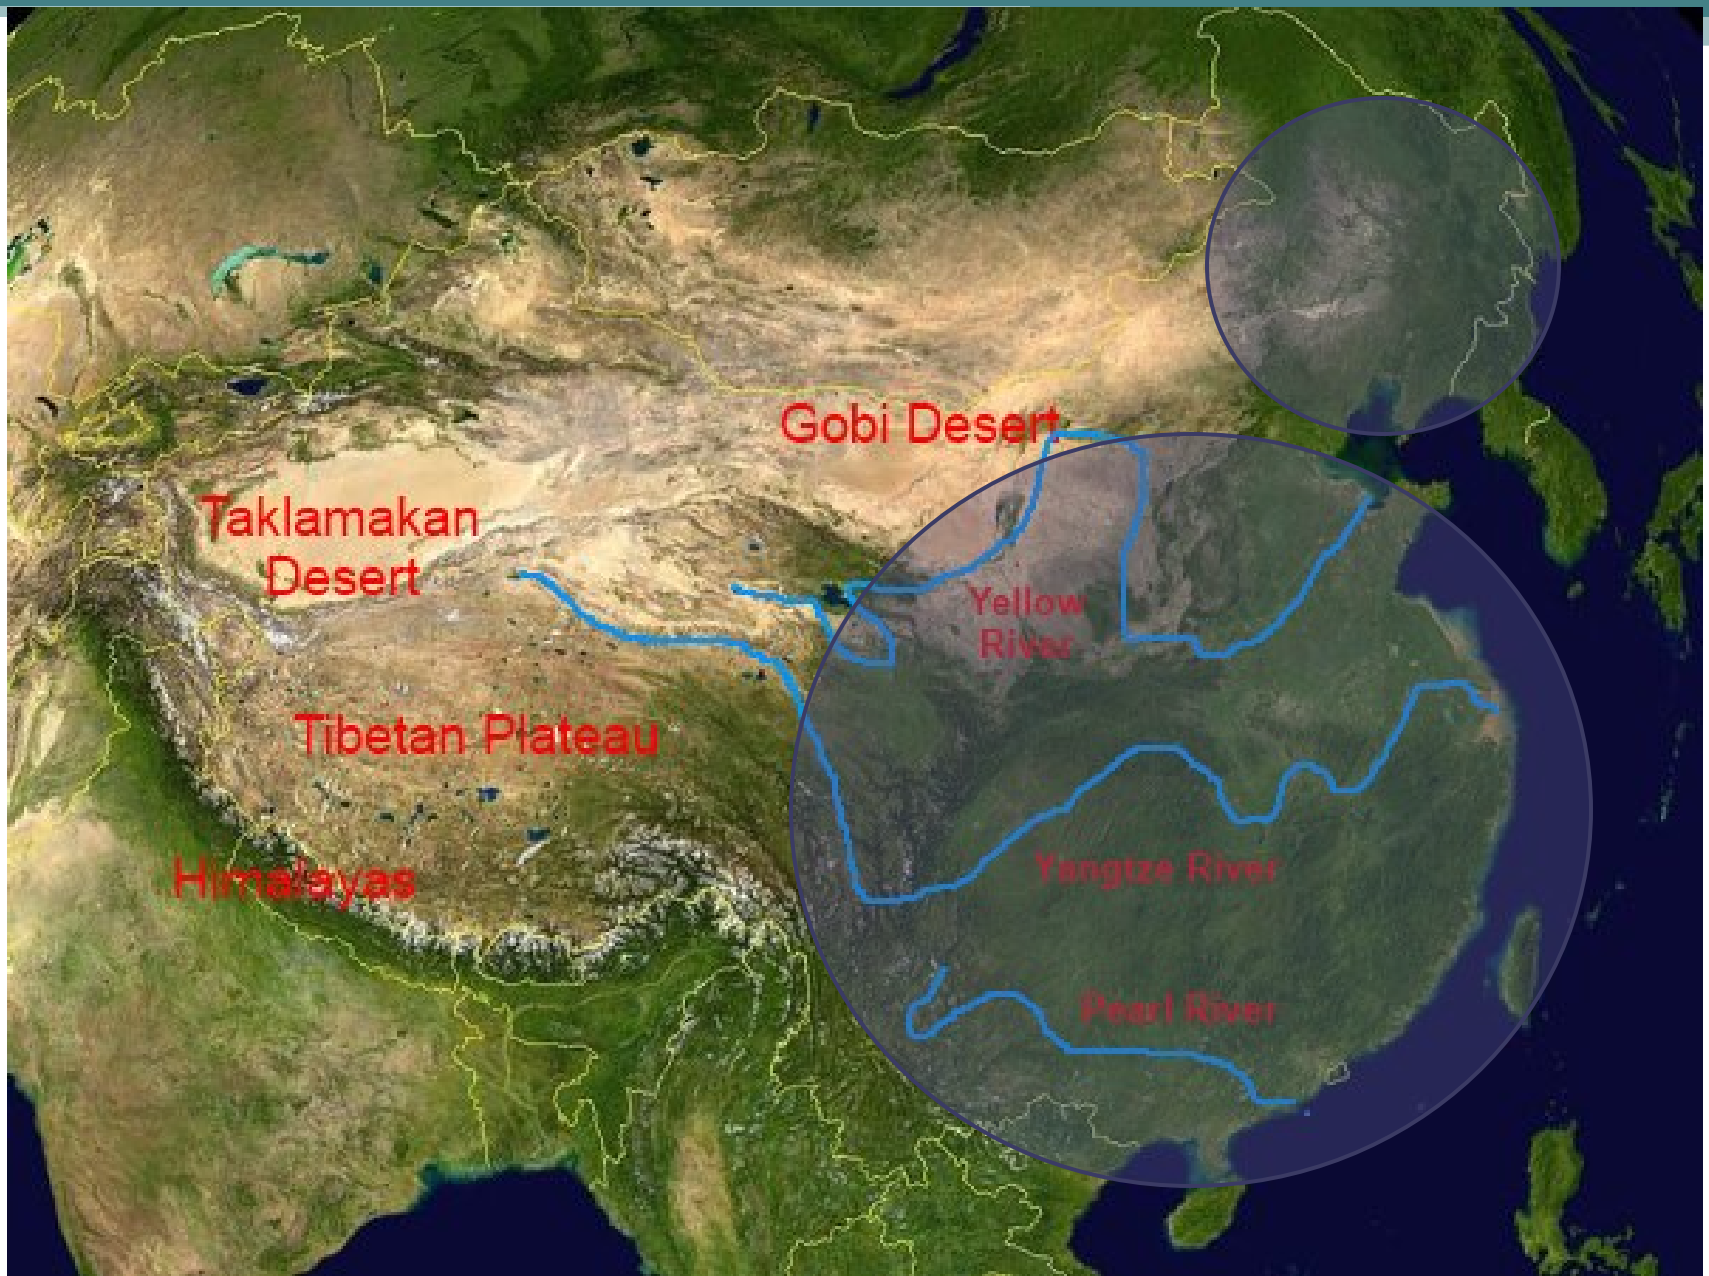 Gobi Desert
Taklamakan
Desert
Yellow
River
Tibetan Plateau
Himalayas
Yangtze River
Pearl River